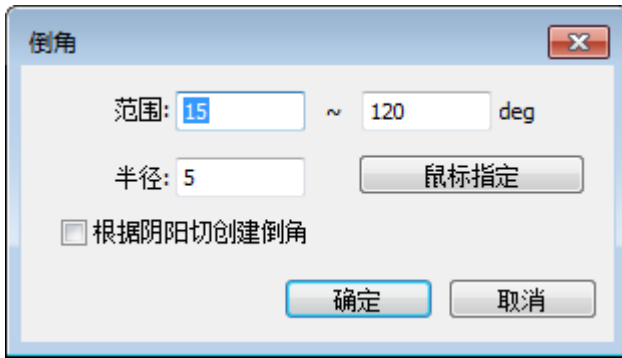 倒角
范围: 15 ~ 120 deg
半径: 5 鼠标指定
根据阴阳切创建倒角
确定 取消